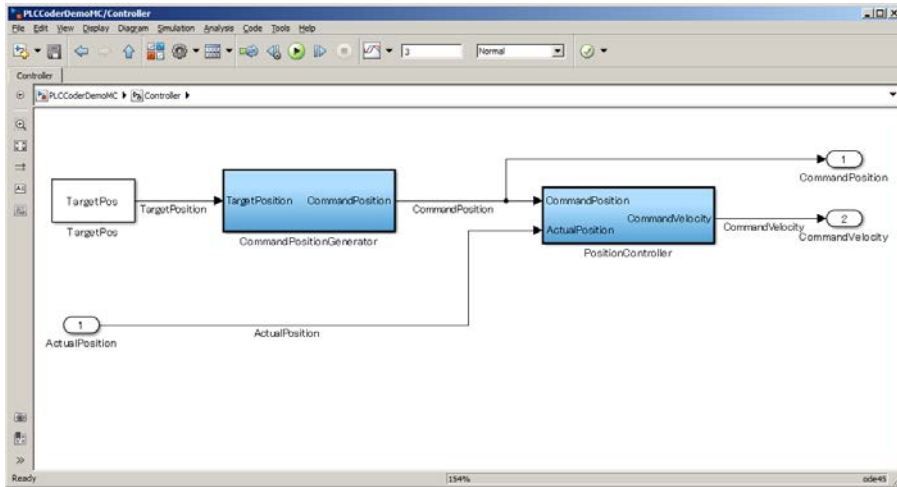 PLCCoderDemoMC/Controller
File Edit View Display Diagram Simulation Analysis Code Tools Help
3 Normal
Controller
PLCCoderDemoMC Controller
1
CommandPosition
TargetPos
TargetPosition
TargetPos
TargetPosition CommandPosition
CommandPositionGenerator
CommandPosition
CommandPosition
CommandVelocity
ActualPosition
PositionController
CommandVelocity
2
CommandVelocity
1
ActualPosition
ActualPosition
Ready 154% ode45